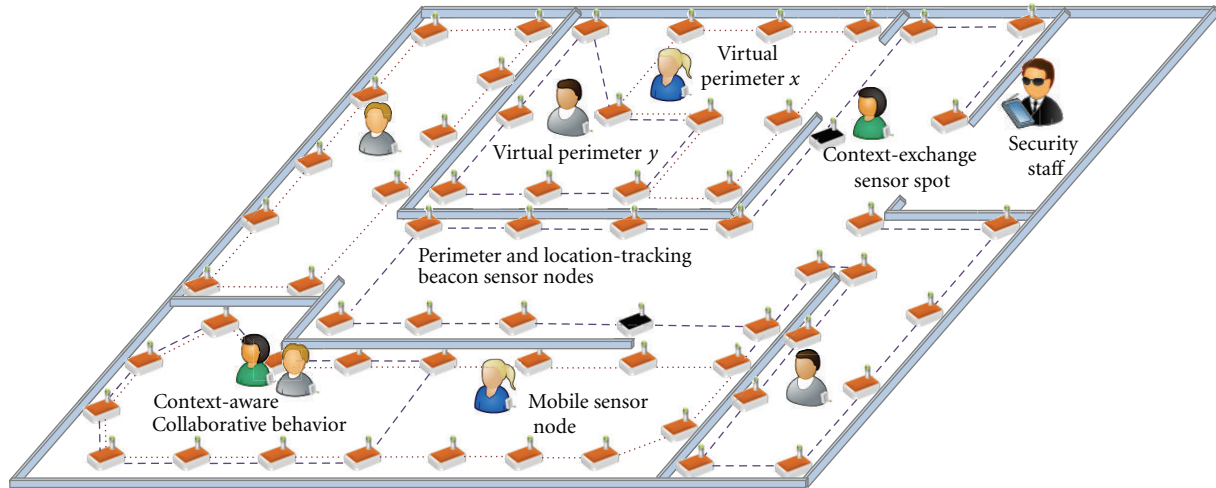 Virtual
perimeter x
Virtual perimeter y
Context-exchange
sensor spot
Security
staff
Perimeter and location-tracking
beacon sensor nodes
Context-aware
Collaborative behavior
Mobile sensor
node